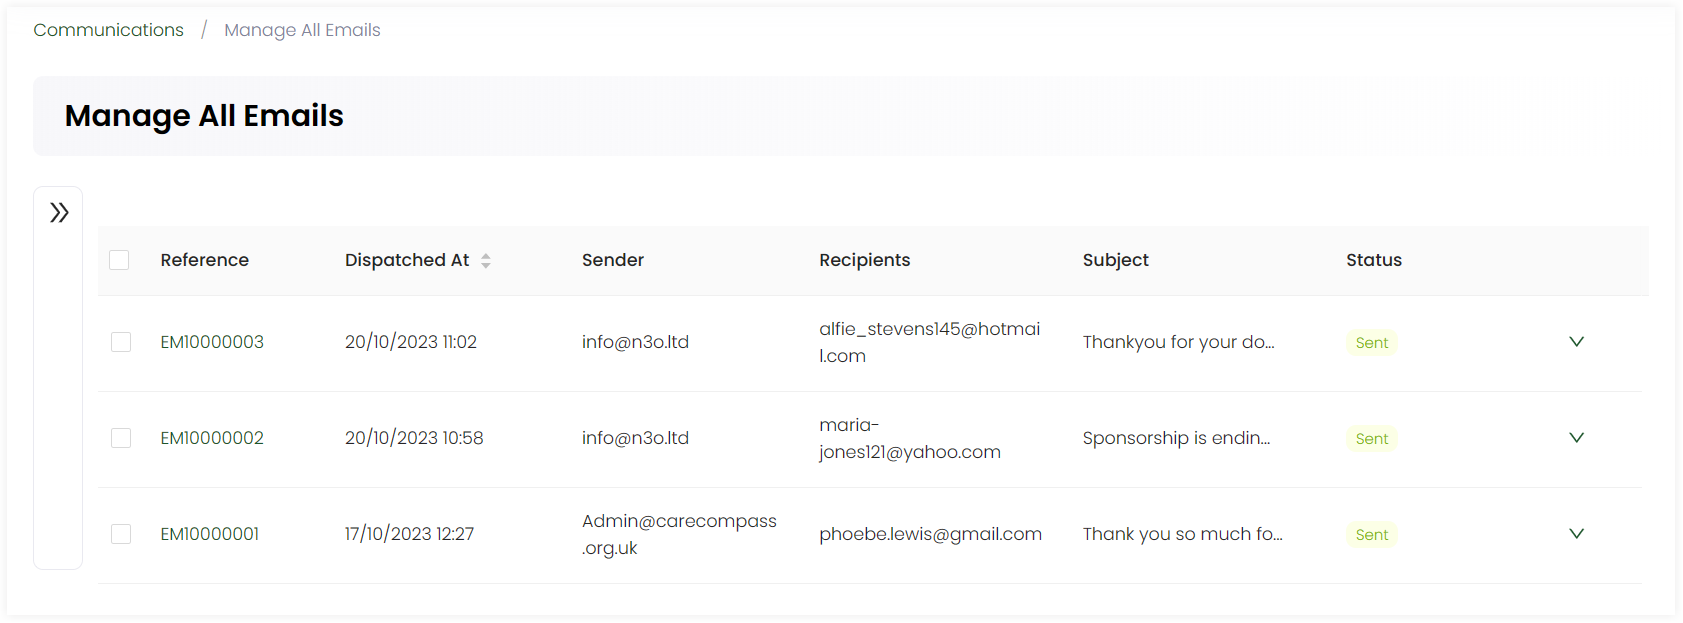 Communications / Manage All Emails
Manage All Emails
Reference Dispatched At Sender Recipients Subject Status
EM10000003 20/10/2023 11:02 info@n3o.ltd alfie_stevens145@hotmai
l.com Thankyou for your do... Sent
EM10000002 20/10/2023 10:58 info@n3o.ltd maria-
jones121@yahoo.com Sponsorship is endin... Sent
EM10000001 17/10/2023 12:27 Admin@carecompass
.org.uk phoebe.lewis@gmail.com Thank you so much fo... Sent